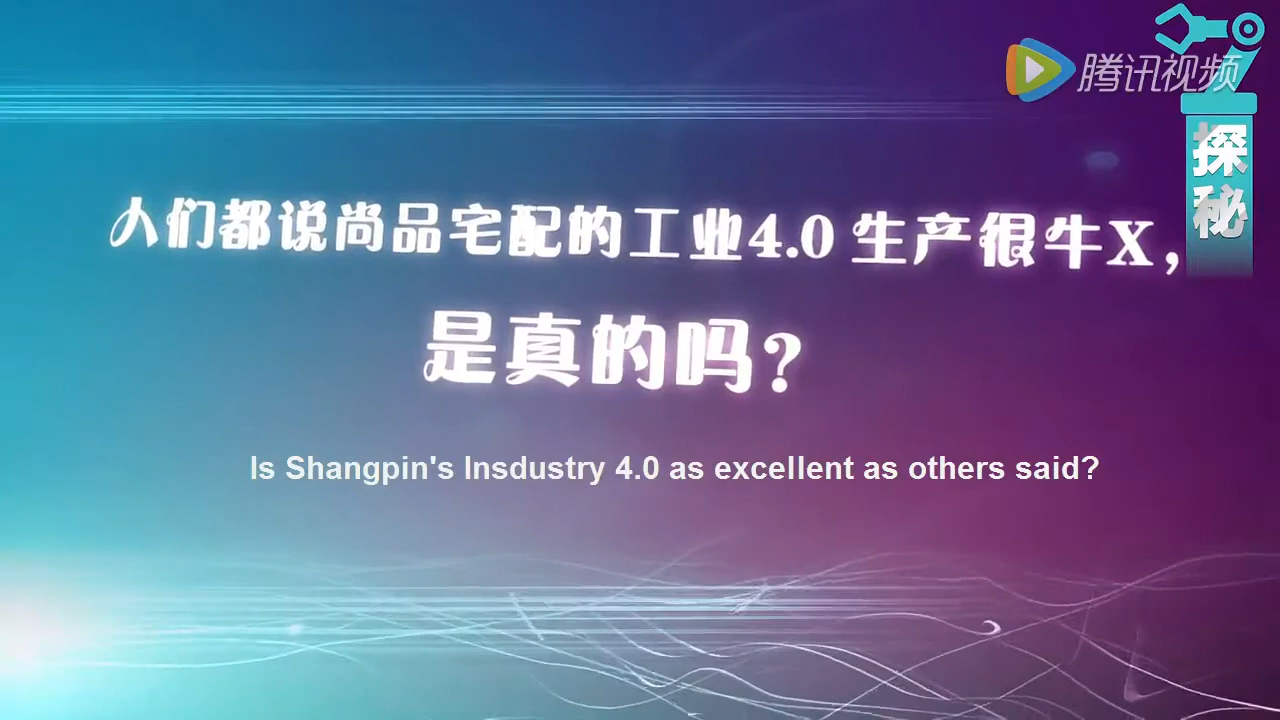 腾讯视频
探秘
人们都说尚品宅配的工业4.0 生产很牛X，
是真的吗？
Is Shangpin's Insdustry 4.0 as excellent as others said?